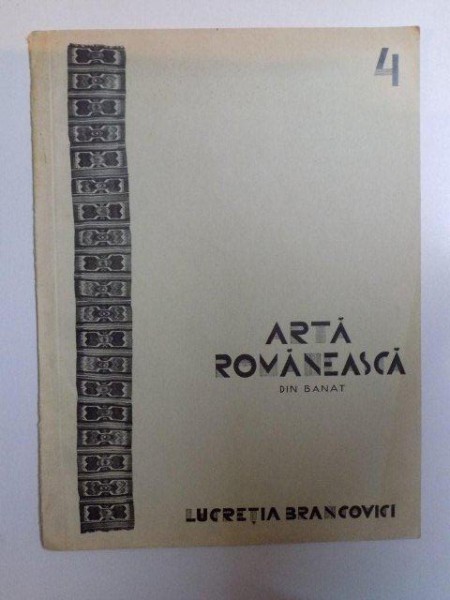 4
ARTĂ
ROMÂNEASCĂ
DIN BANAT
LUCREȚIA BRANCOVICI